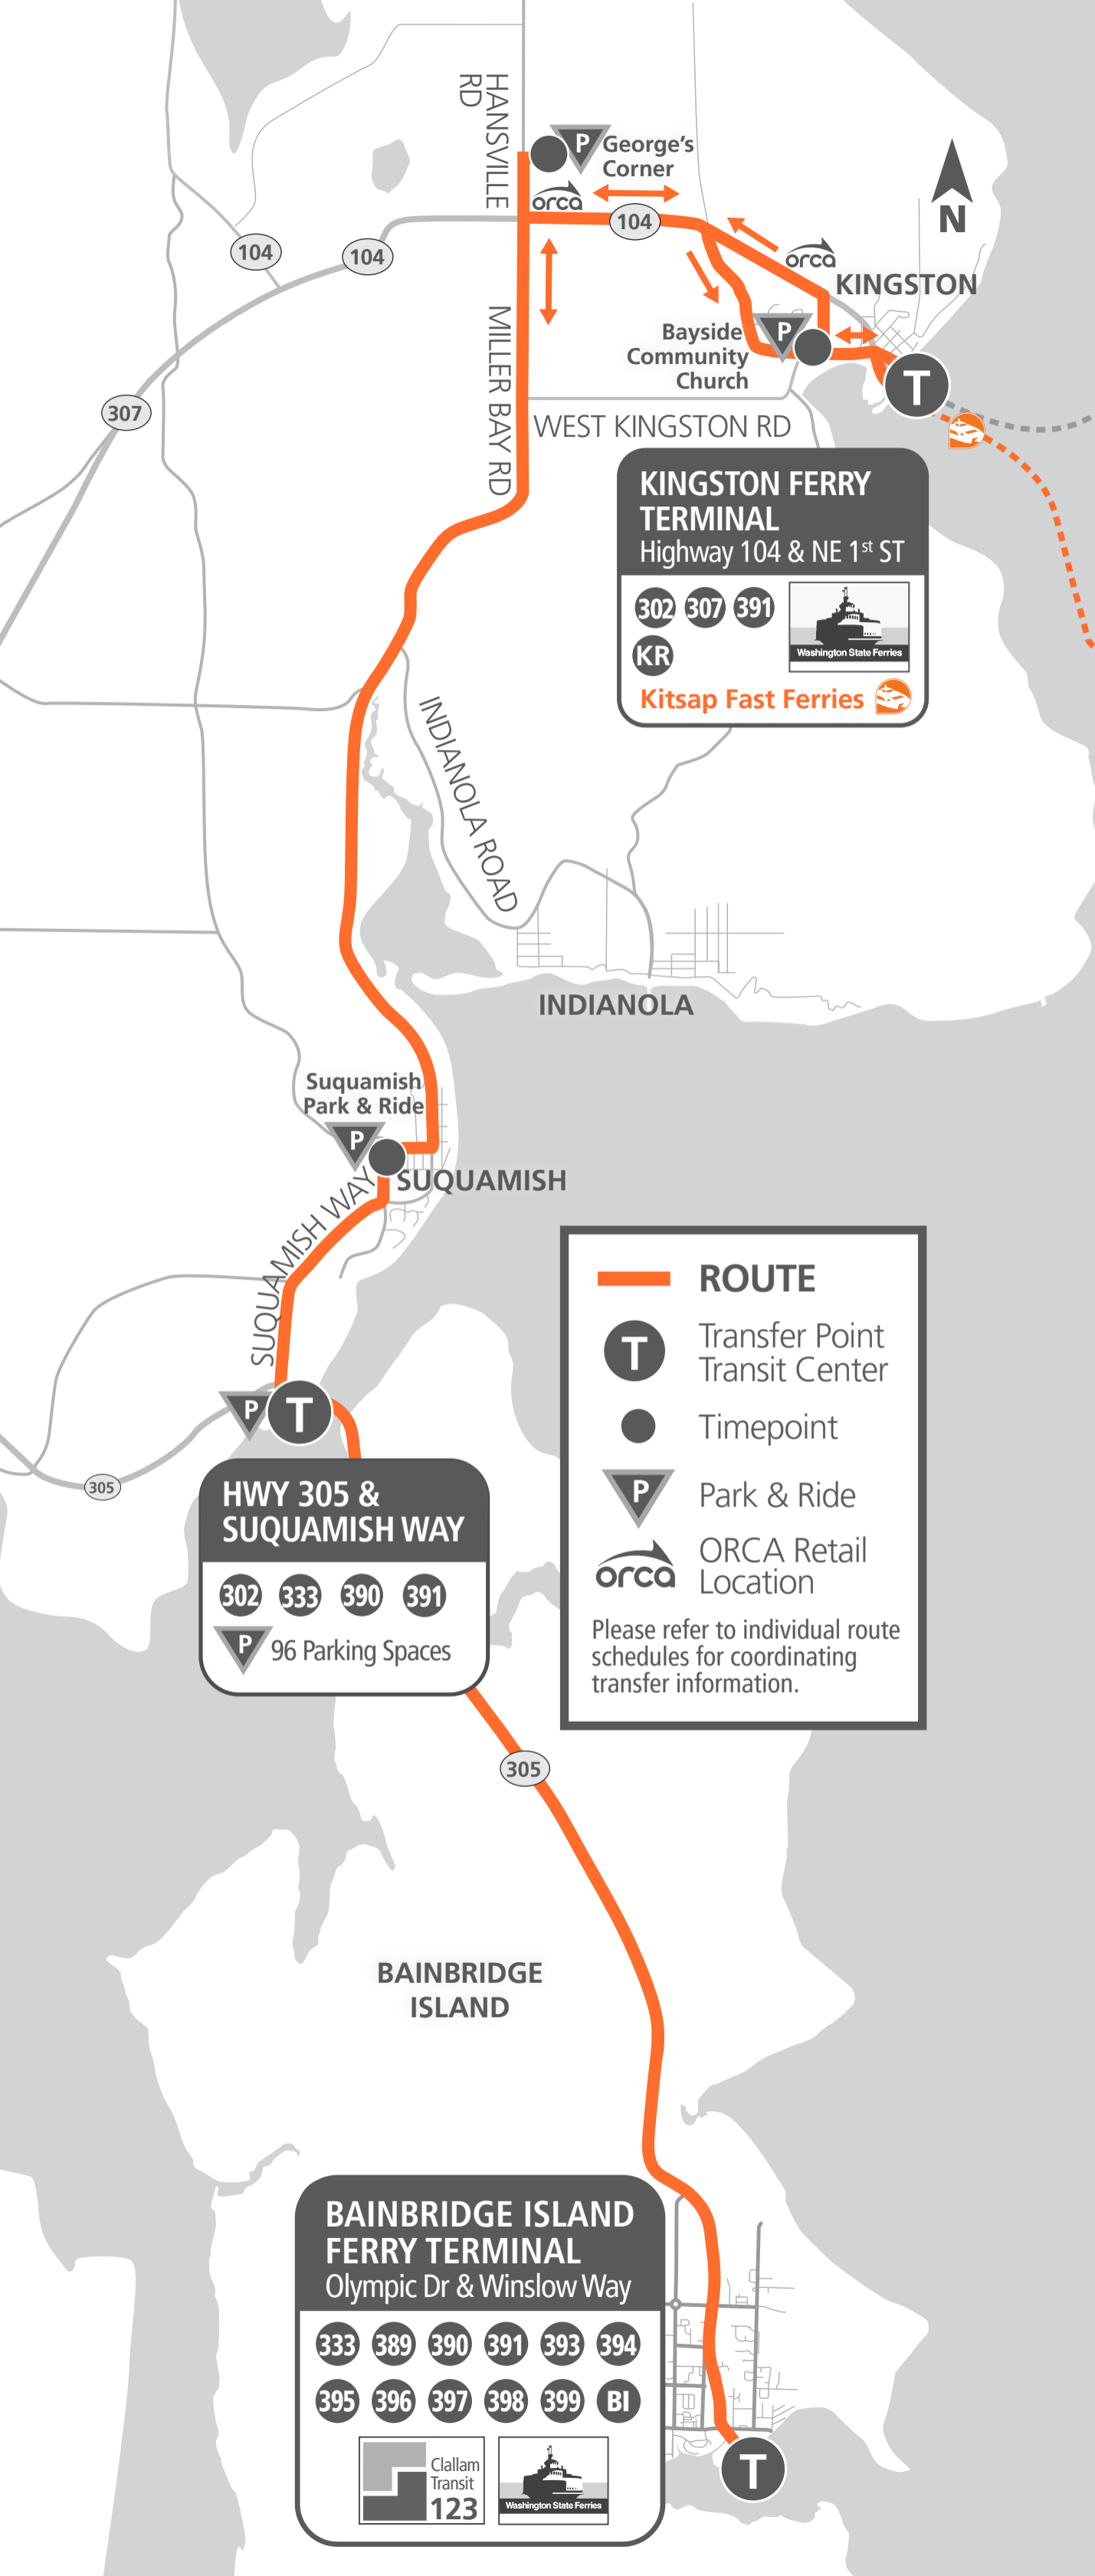 HANSVILLE
RD
P
George's
Corner
orca
104
104
104
N
orca
KINGSTON
MILLER BAY RD
Bayside
Community
Church
P
T
307
WEST KINGSTON RD
KINGSTON FERRY
TERMINAL
Highway 104 & NE 1st ST
302 307 391
KR
Washington State Ferries
Kitsap Fast Ferries
INDIANOLA ROAD
INDIANOLA
Suquamish
Park & Ride
P
SUQUAMISH
SUQUAMISH WAY
P
T
305
HWY 305 &
SUQUAMISH WAY
302 333 390 391
P 96 Parking Spaces
ROUTE
T
Transfer Point
Transit Center
Timepoint
P
Park & Ride
orca
ORCA Retail
Location
Please refer to individual route
schedules for coordinating
transfer information.
305
BAINBRIDGE
ISLAND
BAINBRIDGE ISLAND
FERRY TERMINAL
Olympic Dr & Winslow Way
333 389 390 391 393 394
395 396 397 398 399 BI
Clallam
Transit
123
Washington State Ferries
T